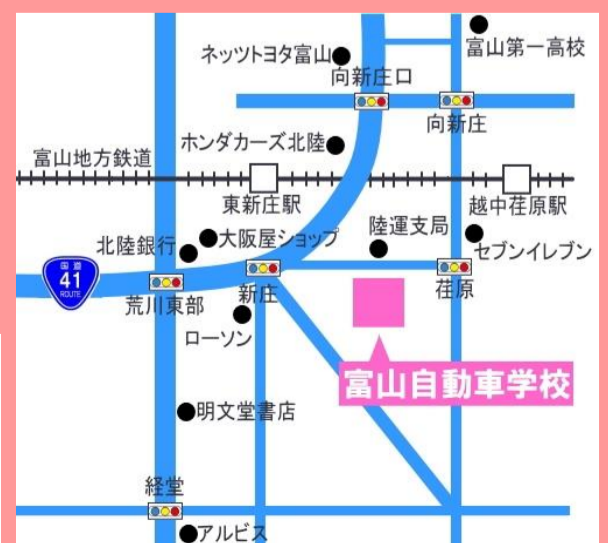 富山第一高校
ネッツトヨタ富山
向新庄口
向新庄
ホンダカーズ北陸
富山地方鉄道
東新庄駅
越中荏原駅
陸運支局
北陸銀行
大阪屋ショップ
セブンイレブン
国道
41
ROUTE
荒川東部
新庄
荏原
ローソン
富山自動車学校
明文堂書店
経堂
アルビス